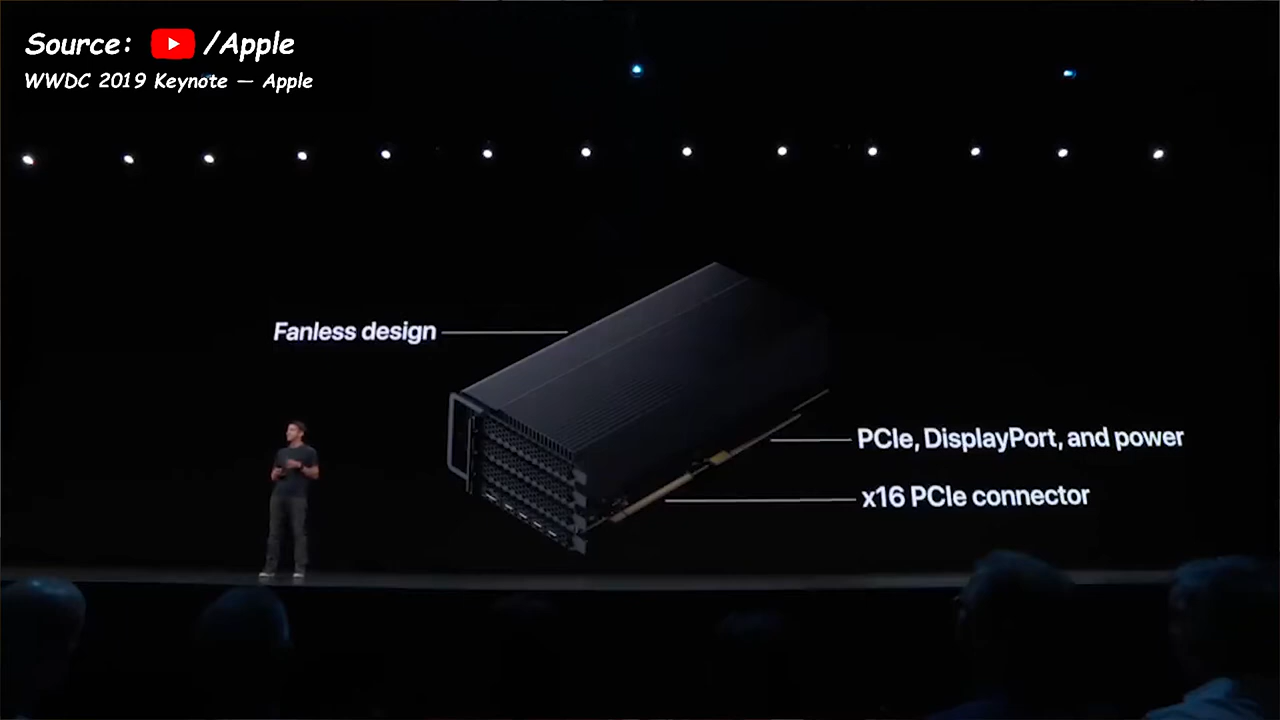 Source: /Apple
WWDC 2019 Keynote — Apple
Fanless design
PCIe, DisplayPort, and power
x16 PCIe connector